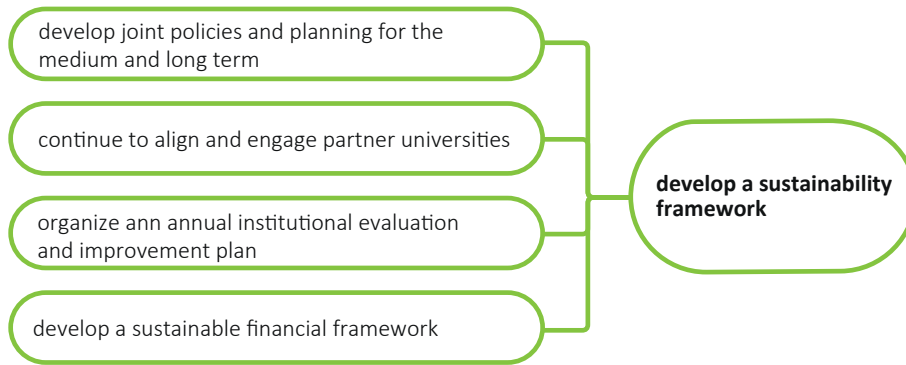 develop joint policies and planning for the
medium and long term
continue to align and engage partner universities
organize ann annual institutional evaluation
and improvement plan
develop a sustainable financial framework
develop a sustainability
framework